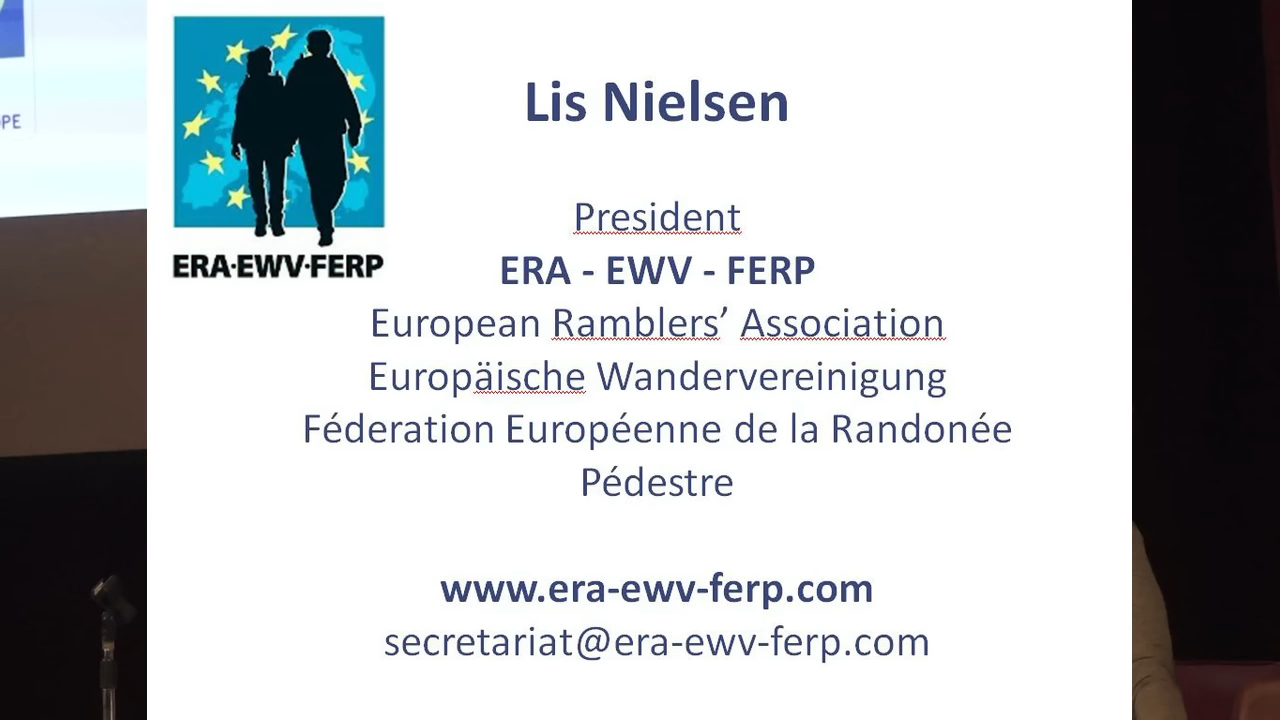 OPE
Lis Nielsen
President
ERA - EWV - FERP
European Ramblers’ Association
Europäische Wandervereinigung
Féderation Européenne de la Randonée
Pédestre
www.era-ewv-ferp.com
secretariat@era-ewv-ferp.com
ERA·EWV·FERP